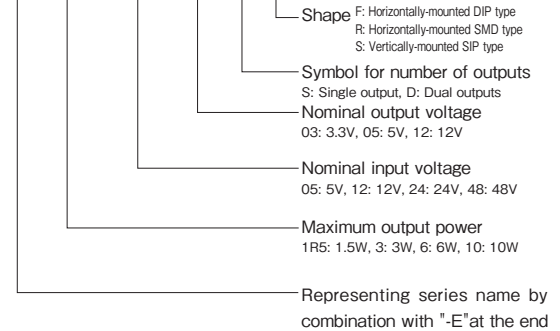 Shape F: Horizontally-mounted DIP type
R: Horizontally-mounted SMD type
S: Vertically-mounted SIP type
Symbol for number of outputs
S: Single output, D: Dual outputs
Nominal output voltage
03: 3.3V, 05: 5V, 12: 12V
Nominal input voltage
05: 5V, 12: 12V, 24: 24V, 48: 48V
Maximum output power
1R5: 1.5W, 3: 3W, 6: 6W, 10: 10W
Representing series name by
combination with "-E"at the end